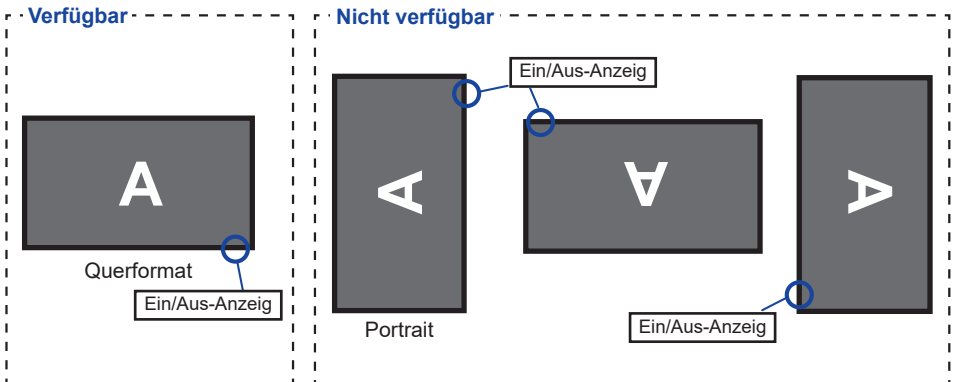 Verfügbar
A
Querformat
Ein/Aus-Anzeig
Nicht verfügbar
Ein/Aus-Anzeig
A
Portrait
A
A
Ein/Aus-Anzeig